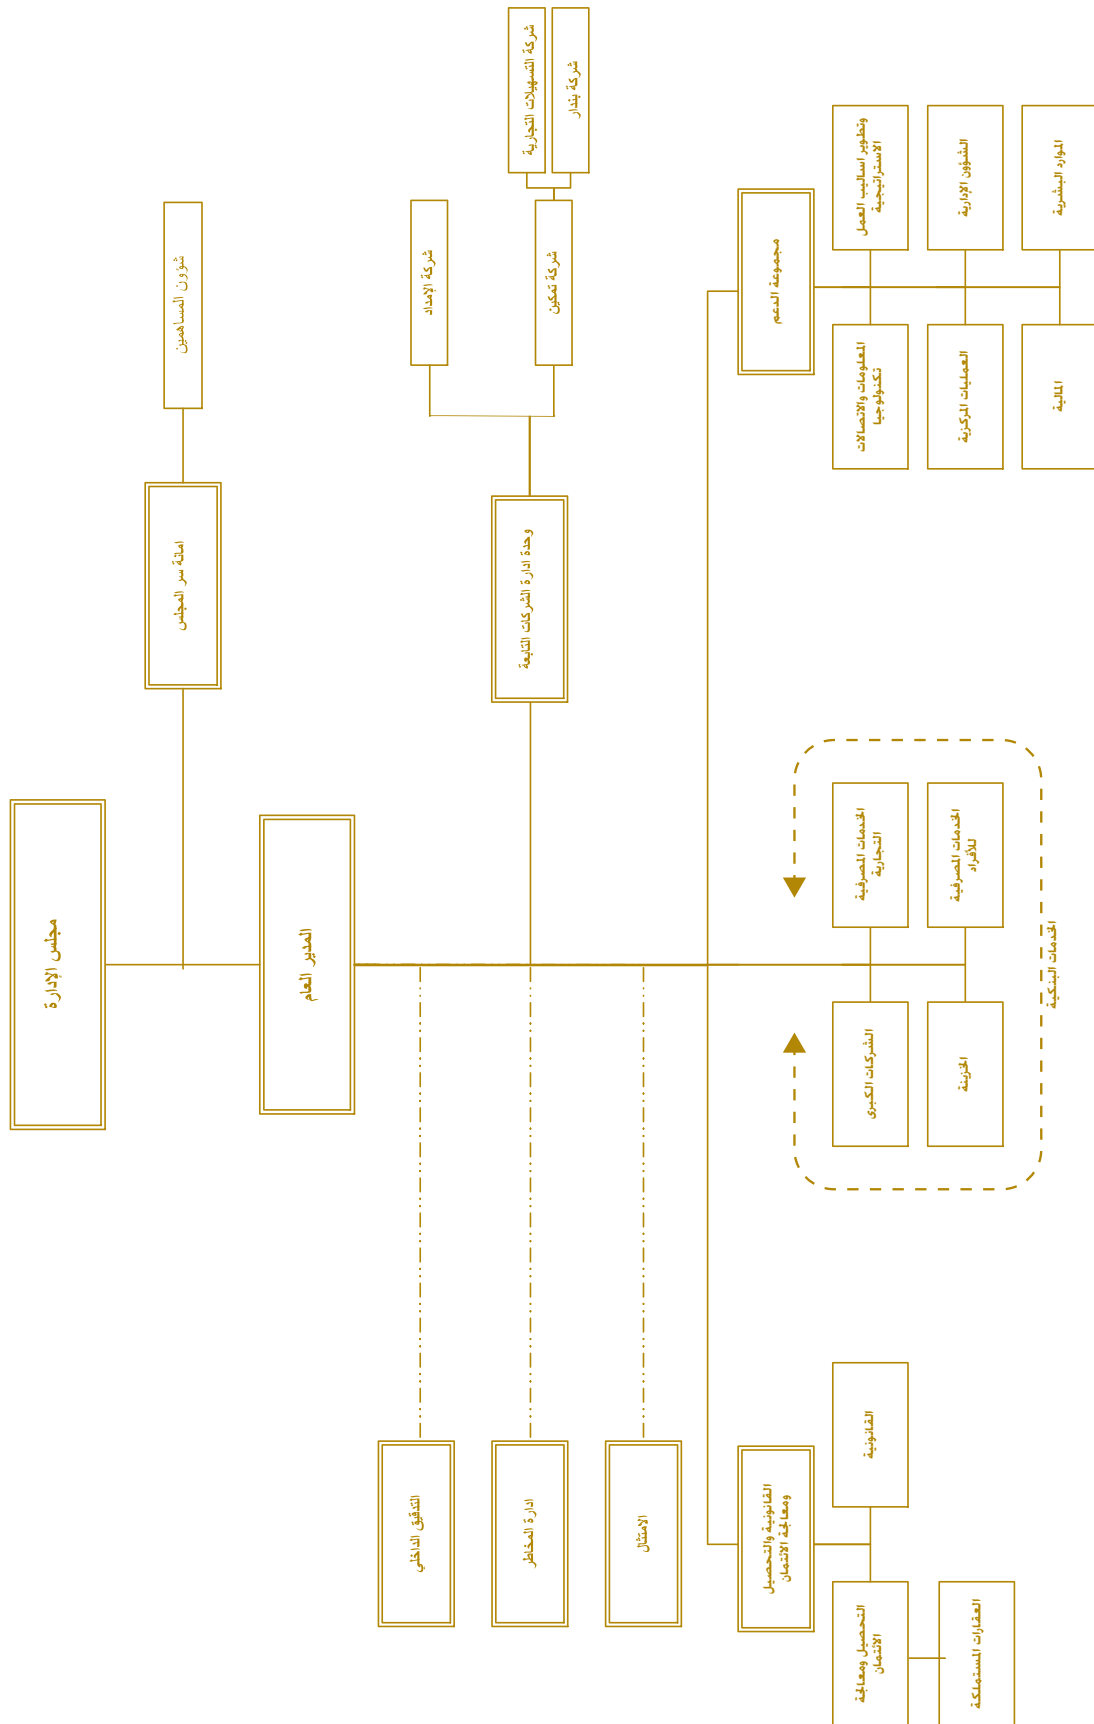 مجلس الإدارة
امانة سر المجلس
شؤون المساهمين
المدير العام
وحدة ادارة الشركات التابعة
شركة الإمداد
شركة تمكين
شركة التسهيلات التجارية
شركة بندار
التدقيق الداخلي
ادارة المخاطر
الامتثال
مجموعة الدعم
وتطوير اساليب العمل
الاستراتيجية
الشؤون الإدارية
الموارد البشرية
المعلومات والاتصالات
تكنولوجيا
العمليات المركزية
المالية
الخدمات المصرفية
التجارية
الخدمات المصرفية
للأفراد
الشركات الكبرى
الخزينة
الخدمات البنكية
القانونية والتحصيل
ومعالجة الائتمان
القانونية
التحصيل ومعالجة
الائتمان
العقارات المستملكة